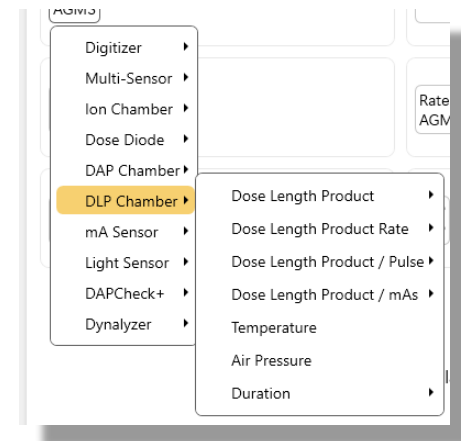 AGMS
Digitizer
Multi-Sensor
Ion Chamber
Rate
AGM
Dose Diode
DAP Chamber
DLP Chamber
Dose Length Product
mA Sensor
Dose Length Product Rate
Light Sensor
Dose Length Product / Pulse
DAPCheck+
Dose Length Product / mAs
Dynalyzer
Temperature
Air Pressure
Duration